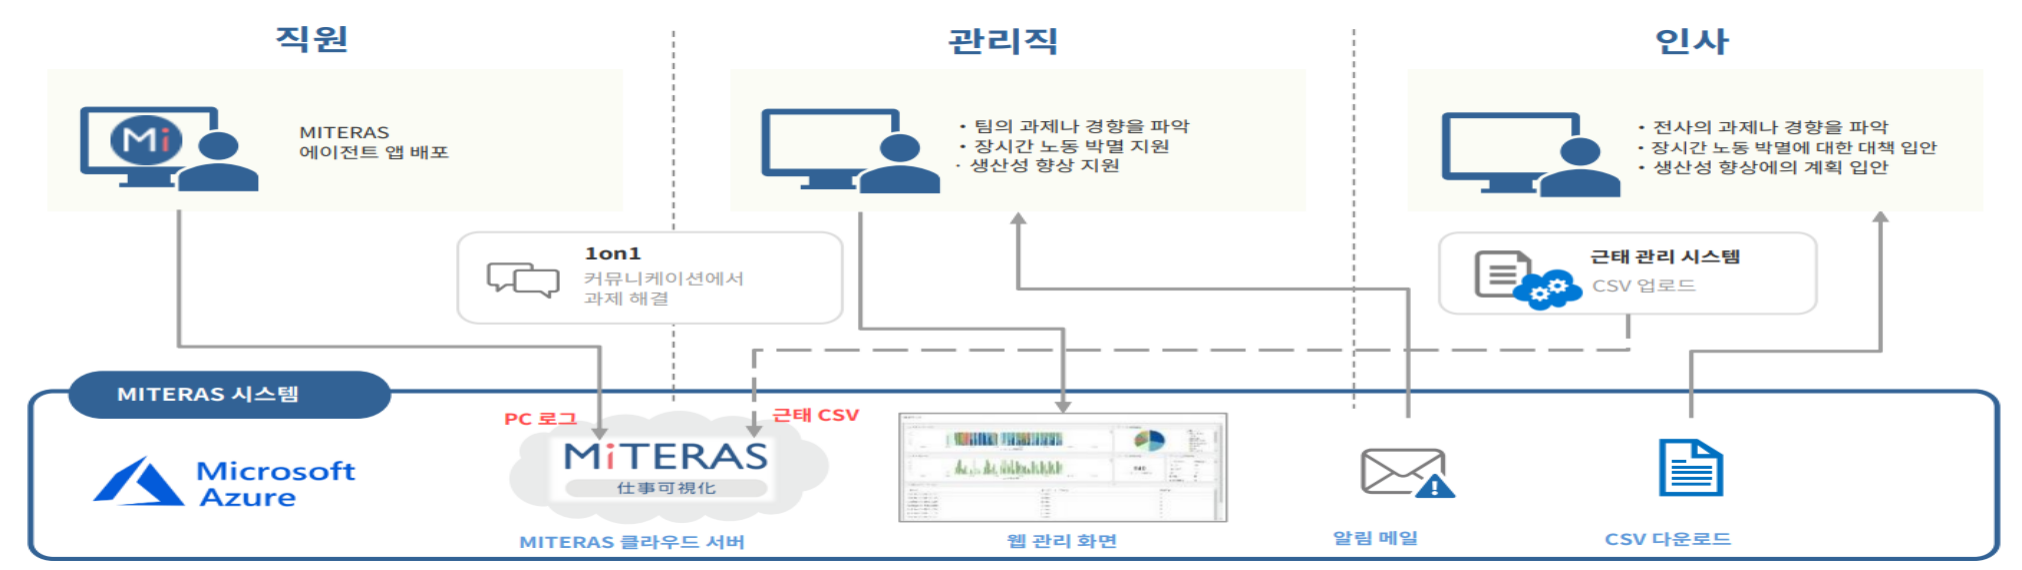 직원
관리직
인사
Mi
MITERAS
에이전트 앱 배포
• 팀의 과제나 경향을 파악
• 장시간 노동 박멸 지원
· 생산성 향상 지원
• 전사의 과제나 경향을 파악
• 장시간 노동 박멸에 대한 대책 입안
• 생산성 향상에의 계획 입안
1on1
커뮤니케이션에서
과제 해결
근태 관리 시스템
CSV 업로드
MITERAS 시스템
PC 로그
근태 CSV
Microsoft
Azure
MiTERAS
仕事可視化
MITERAS 클라우드 서버
웹 관리 화면
알림 메일
CSV 다운로드